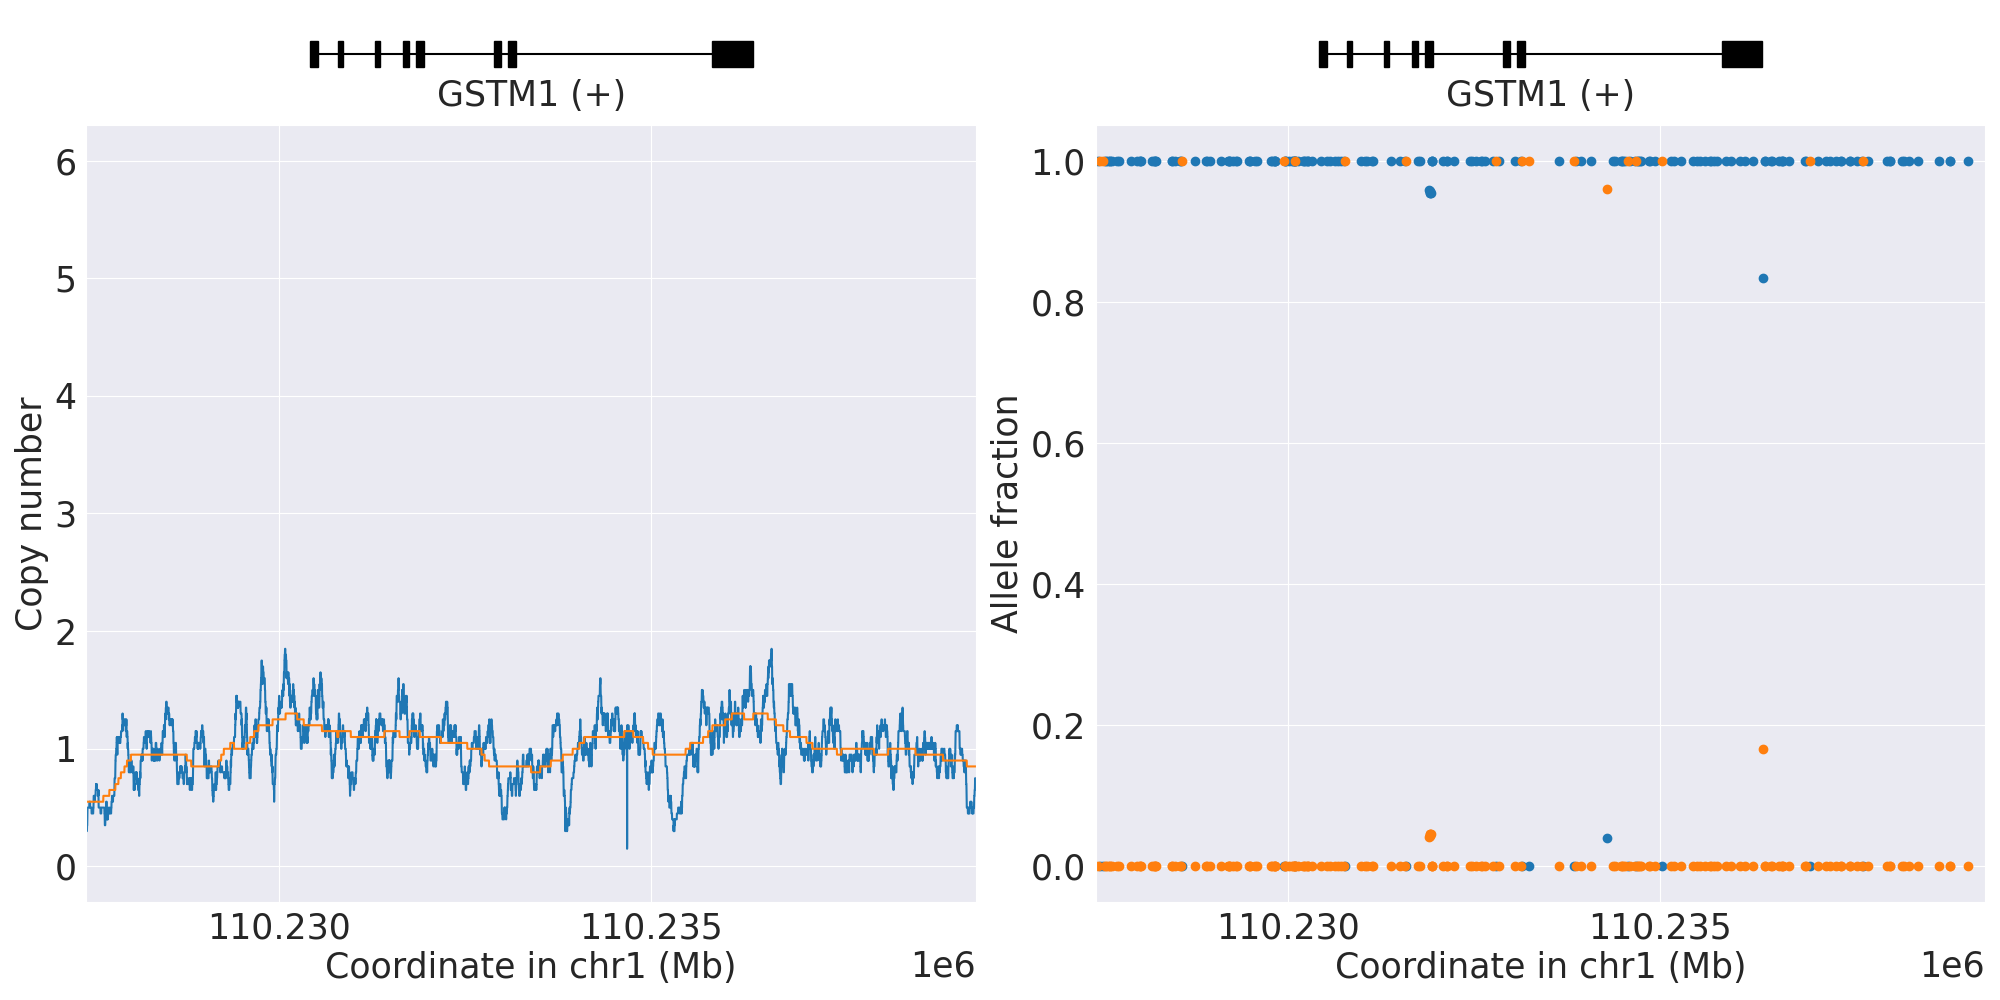 GSTM1 (+)
6
5
4
3
2
1
0
Copy number
110.230
110.235
Coordinate in chr1 (Mb)
1e6
GSTM1 (+)
1.0
0.8
0.6
0.4
0.2
0.0
Allele fraction
110.230
110.235
Coordinate in chr1 (Mb)
1e6